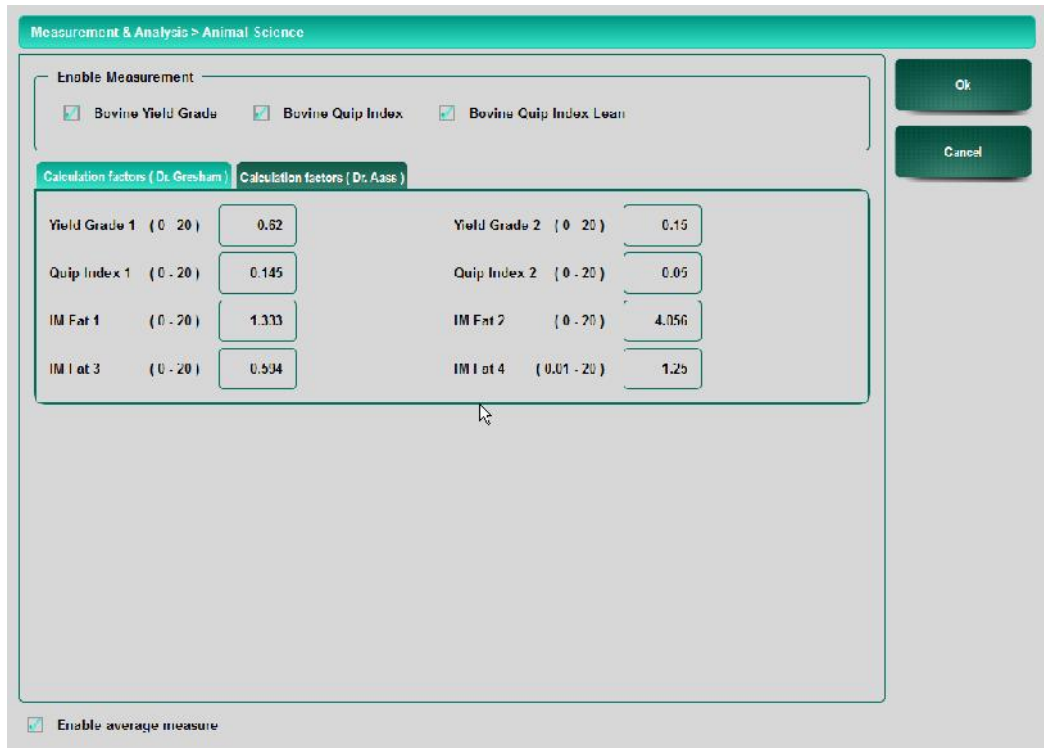 Measurement & Analysis > Animal Science
Enable Measurement
Bovine Yield Grade Bovine Quip Index Bovine Quip Index Lean
Ok
Cancel
Calculation factors ( Dr. Gresham ) Calculation factors ( Dr. Aass )
Yield Grade 1 ( 0 - 20 ) 0.62 Yield Grade 2 ( 0 - 20 ) 0.15
Quip Index 1 ( 0 - 20 ) 0.145 Quip Index 2 ( 0 - 20 ) 0.05
IM Fat 1 ( 0 - 20 ) 1.333 IM Fat 2 ( 0 - 20 ) 4.056
IM Fat 3 ( 0 - 20 ) 0.594 IM Fat 4 ( 0.01 - 20 ) 1.25
Enable average measure